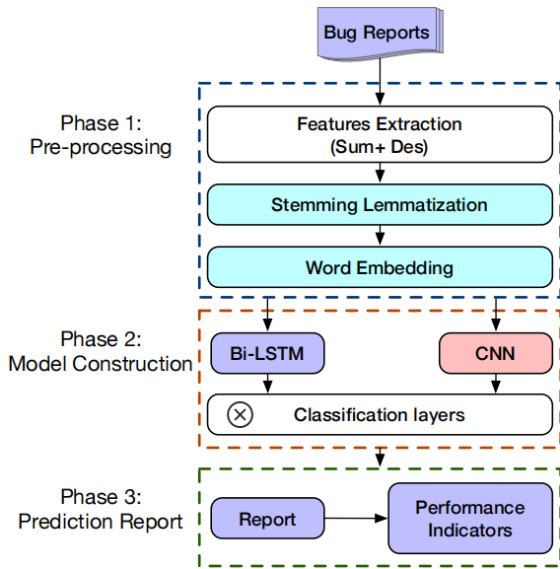 Bug Reports
Phase 1:
Pre-processing
Features Extraction
(Sum+ Des)
Stemming Lemmatization
Word Embedding
Phase 2:
Model Construction
Bi-LSTM
CNN
Classification layers
Phase 3:
Prediction Report
Report
Performance
Indicators